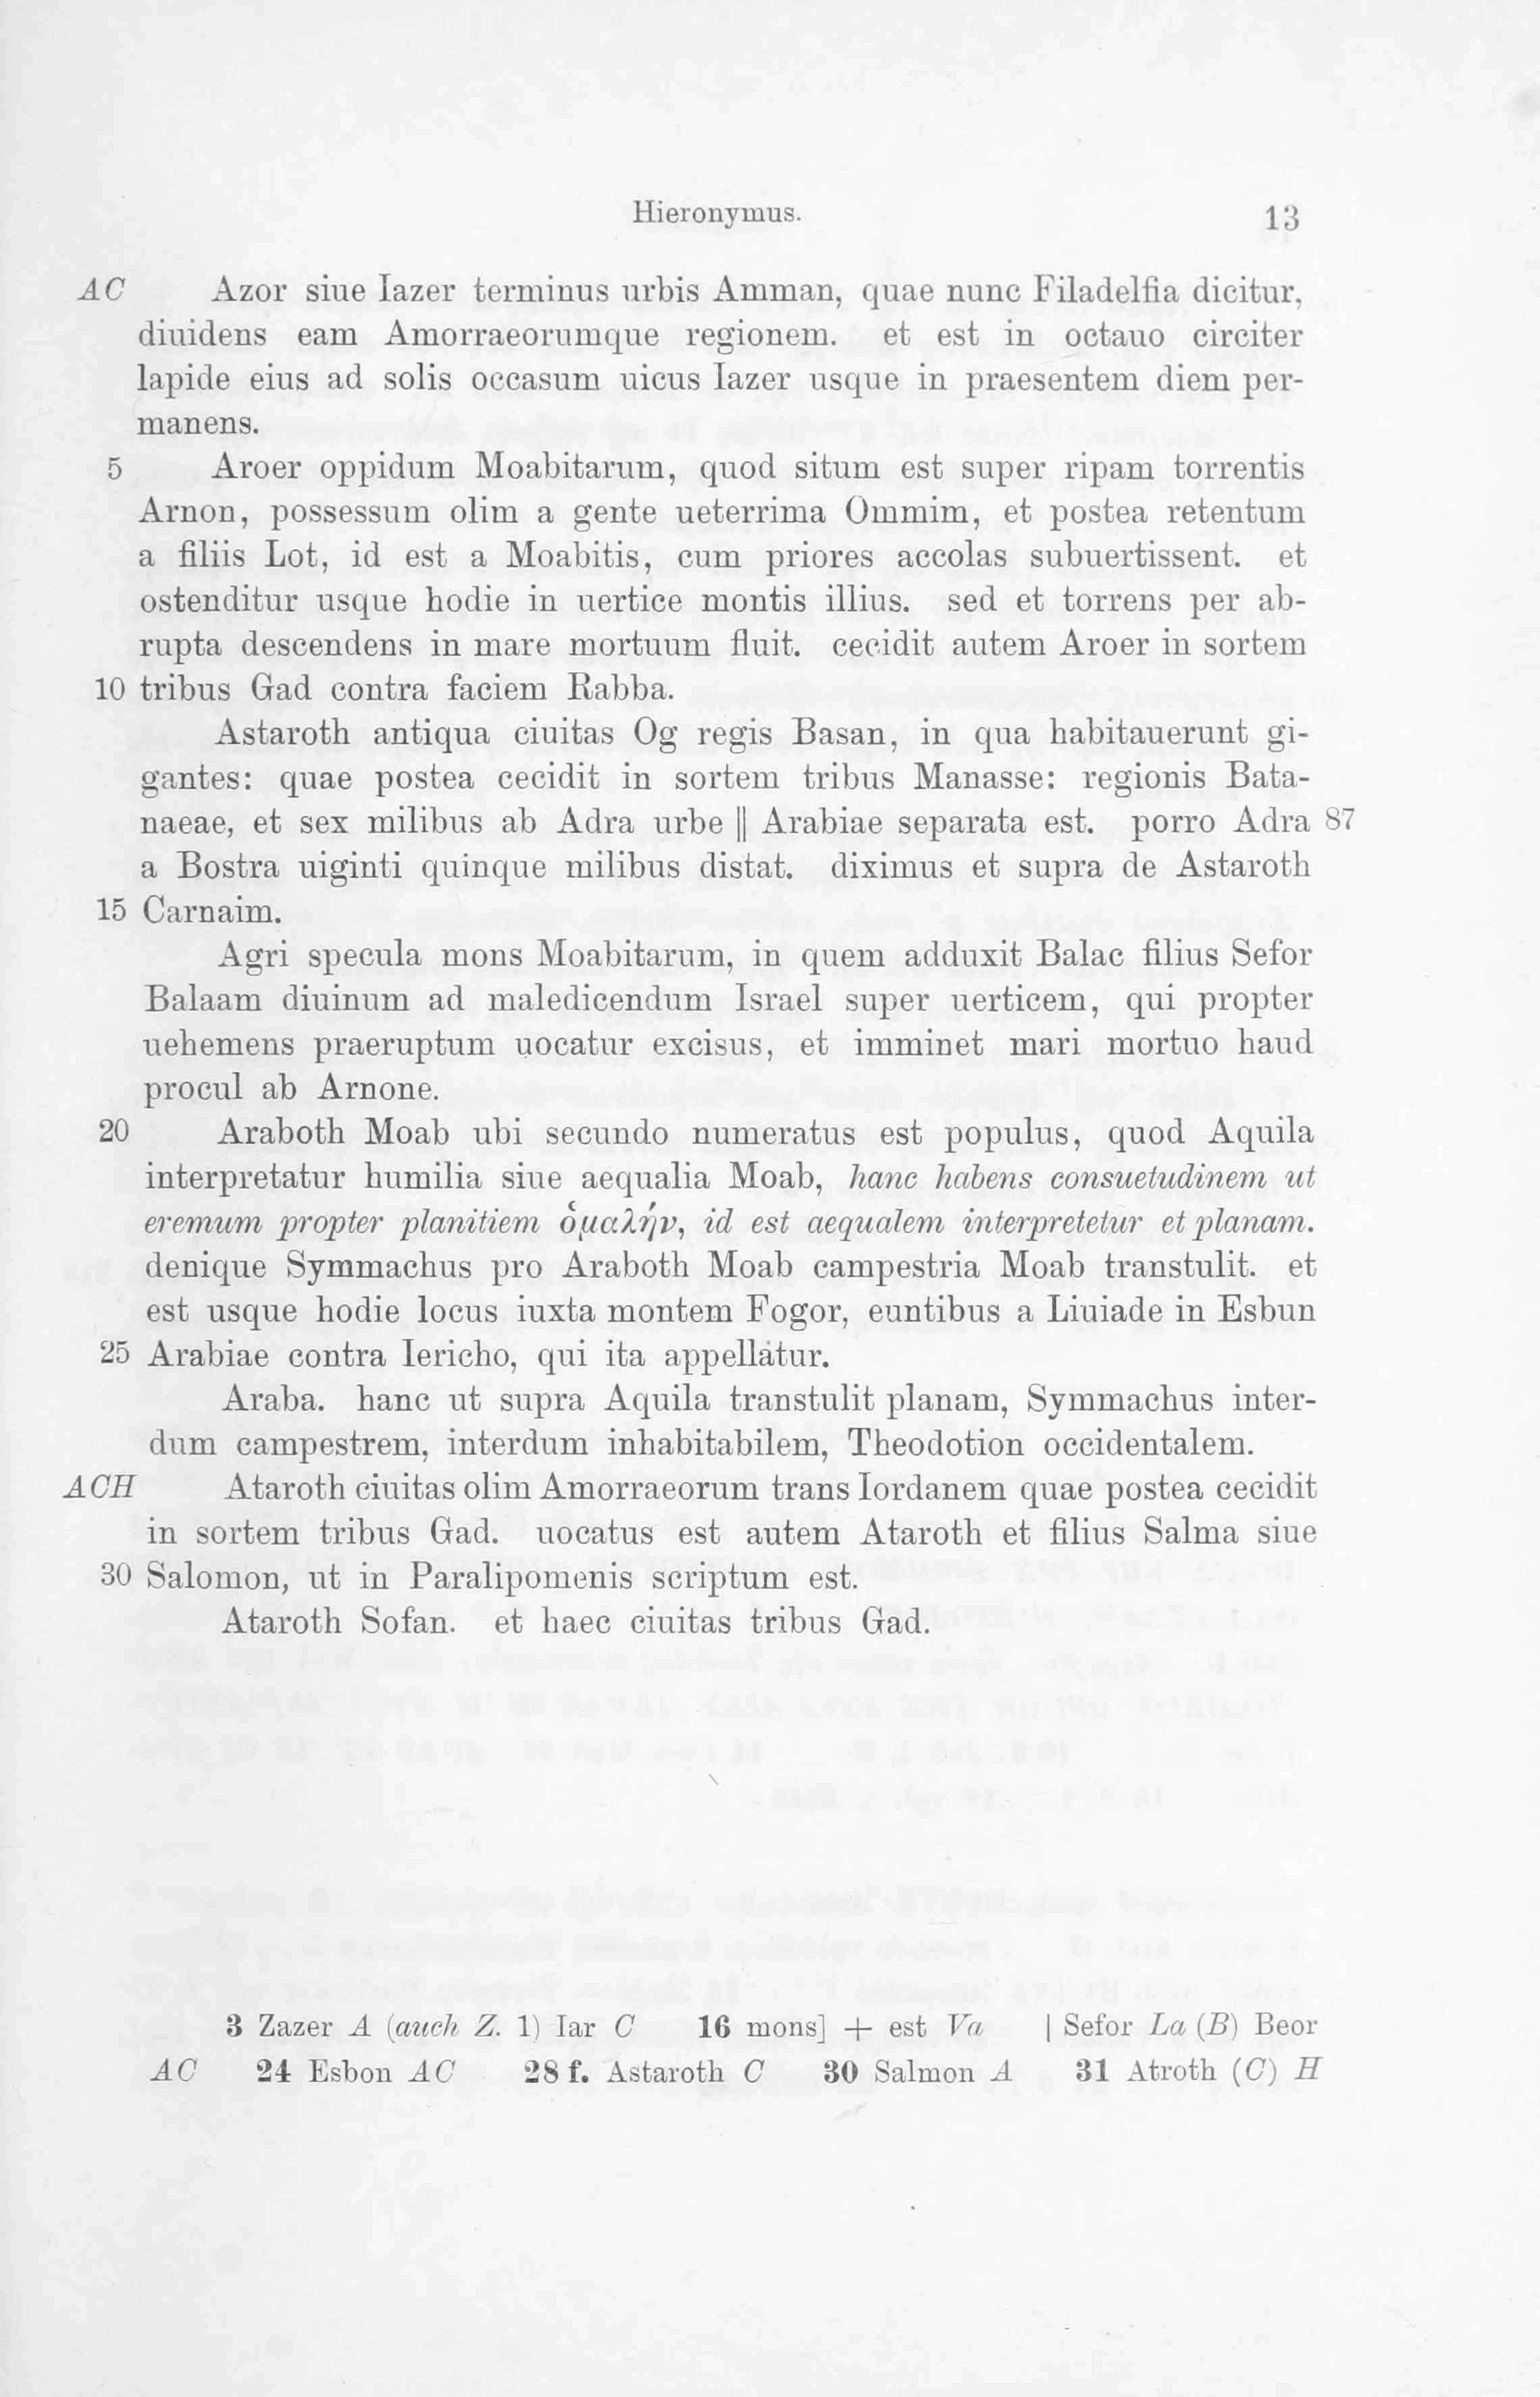 Hieronymus. 13
AC Azor siue Iazer terminus urbis Amman, quae nunc Filadelfia dicitur,
diuidens eam Amorraeorumque regionem. et est in octauo circiter
lapide eius ad solis occasum uicus Iazer usque in praesentem diem per-
manens.
5 Aroer oppidum Moabitarum, quod situm est super ripam torrentis
Arnon, possessum olim a gente ueterrima Ommim, et postea retentum
a filiis Lot, id est a Moabitis, cum priores accolas subuertissent. et
ostenditur usque hodie in uertice montis illius. sed et torrens per ab-
rupta descendens in mare mortuum fluit. cecidit autem Aroer in sortem
10 tribus Gad contra faciem Rabba.
Astaroth antiqua ciuitas Og regis Basan, in qua habitauerunt gi-
gantes: quae postea cecidit in sortem tribus Manasse: regionis Bata-
naeae, et sex milibus ab Adra urbe || Arabiae separata est. porro Adra 87
a Bostra uiginti quinque milibus distat. diximus et supra de Astaroth
15 Carnaim.
Agri specula mons Moabitarum, in quem adduxit Balac filius Sefor
Balaam diuinum ad maledicendum Israel super uerticem, qui propter
uehemens praeruptum uocatur excisus, et imminet mari mortuo haud
procul ab Arnone.
20 Araboth Moab ubi secundo numeratus est populus, quod Aquila
interpretatur humilia siue aequalia Moab, hanc habens consuetudinem ut
eremum propter planitiem ὁμαλήν, id est aequalem interpretetur et planam.
denique Symmachus pro Araboth Moab campestria Moab transtulit. et
est usque hodie locus iuxta montem Fogor, euntibus a Liuiade in Esbun
25 Arabiae contra Iericho, qui ita appellatur.
Araba. hanc ut supra Aquila transtulit planam, Symmachus inter-
dum campestrem, interdum inhabitabilem, Theodotion occidentalem.
ACH Ataroth ciuitas olim Amorraeorum trans Iordanem quae postea cecidit
in sortem tribus Gad. uocatus est autem Ataroth et filius Salma siue
30 Salomon, ut in Paralipomenis scriptum est.
Ataroth Sofan. et haec ciuitas tribus Gad.
3 Zazer A (auch Z. 1) Iar C 16 mons] + est Va | Sefor La (B) Beor
AC 24 Esbon AC 28 f. Astaroth C 30 Salmon A 31 Atroth (C) H